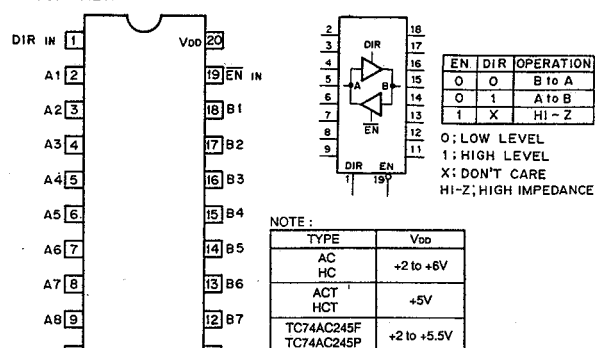 DIR IN 1
VDD 20
A1 2
19 EN IN
A2 3
18 B1
A3 4
17 B2
A4 5
16 B3
A5 6
15 B4
A6 7
14 B5
A7 8
13 B6
A8 9
12 B7
2 18
3 17
4 16
5 15
6 14
7 13
8 12
9 11
DIR
A B
EN
DIR EN
1 19
EN DIR OPERATION
0 0 B to A
0 1 A to B
1 X HI-Z
0; LOW LEVEL
1; HIGH LEVEL
X; DON'T CARE
HI-Z; HIGH IMPEDANCE
NOTE :
TYPE VDD
AC
HC +2 to +6V
ACT
HCT +5V
TC74AC245F
TC74AC245P +2 to +5.5V